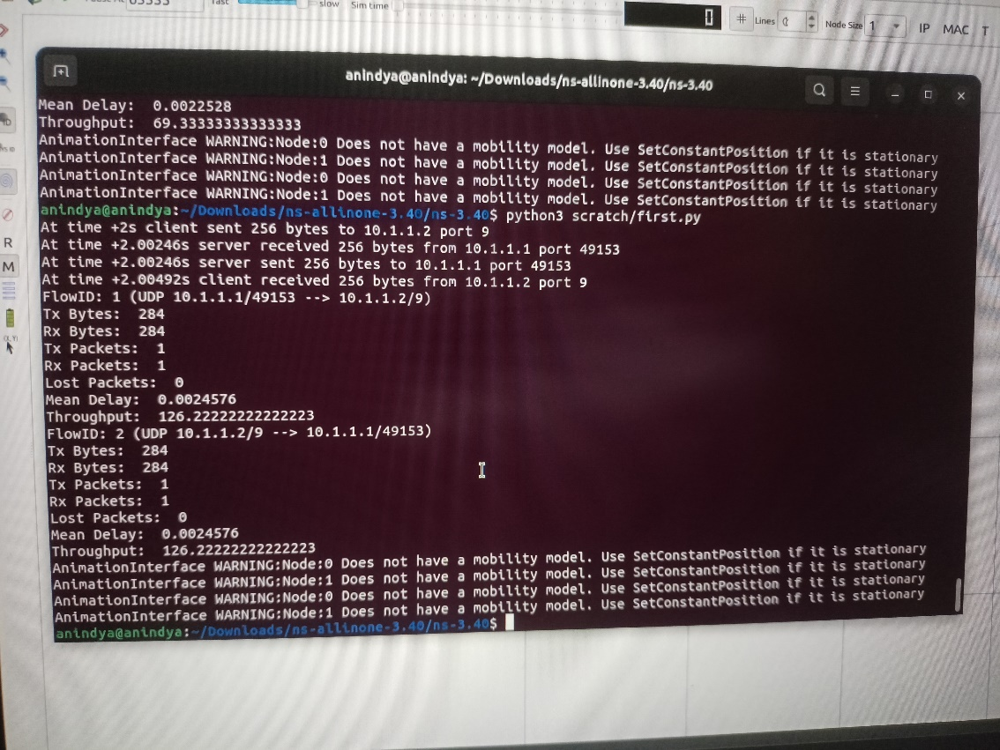 slow Sim time
Lines
Node Size 1 IP MAC T
anindya@anindya: ~/Downloads/ns-allinone-3.40/ns-3.40
Mean Delay:  0.0022528
Throughput:  69.33333333333333
AnimationInterface WARNING:Node:0 Does not have a mobility model. Use SetConstantPosition if it is stationary
AnimationInterface WARNING:Node:1 Does not have a mobility model. Use SetConstantPosition if it is stationary
AnimationInterface WARNING:Node:0 Does not have a mobility model. Use SetConstantPosition if it is stationary
AnimationInterface WARNING:Node:1 Does not have a mobility model. Use SetConstantPosition if it is stationary
anindya@anindya:~/Downloads/ns-allinone-3.40/ns-3.40$ python3 scratch/first.py
At time +2s client sent 256 bytes to 10.1.1.2 port 9
At time +2.00246s server received 256 bytes from 10.1.1.1 port 49153
At time +2.00246s server sent 256 bytes to 10.1.1.1 port 49153
At time +2.00492s client received 256 bytes from 10.1.1.2 port 9
FlowID: 1 (UDP 10.1.1.1/49153 --> 10.1.1.2/9)
Tx Bytes:  284
Rx Bytes:  284
Tx Packets:  1
Rx Packets:  1
Lost Packets:  0
Mean Delay:  0.0024576
Throughput:  126.22222222222223
FlowID: 2 (UDP 10.1.1.2/9 --> 10.1.1.1/49153)
Tx Bytes:  284
Rx Bytes:  284
Tx Packets:  1
Rx Packets:  1
Lost Packets:  0
Mean Delay:  0.0024576
Throughput:  126.22222222222223
AnimationInterface WARNING:Node:0 Does not have a mobility model. Use SetConstantPosition if it is stationary
AnimationInterface WARNING:Node:1 Does not have a mobility model. Use SetConstantPosition if it is stationary
AnimationInterface WARNING:Node:0 Does not have a mobility model. Use SetConstantPosition if it is stationary
AnimationInterface WARNING:Node:1 Does not have a mobility model. Use SetConstantPosition if it is stationary
anindya@anindya:~/Downloads/ns-allinone-3.40/ns-3.40$
R
M